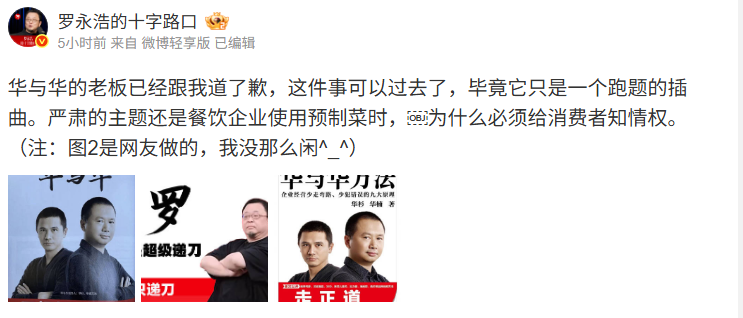 罗永浩的十字路口
5小时前 来自 微博轻享版 已编辑
华与华的老板已经跟我道了歉，这件事可以过去了，毕竟它只是一个跑题的插
曲。严肃的主题还是餐饮企业使用预制菜时，￼为什么必须给消费者知情权。
（注：图2是网友做的，我没那么闲^_^）
华与华
罗
超级递刀
递刀
华与华方法
企业经营少走弯路、少犯错误的九大原理
华杉 华楠 著
走正道